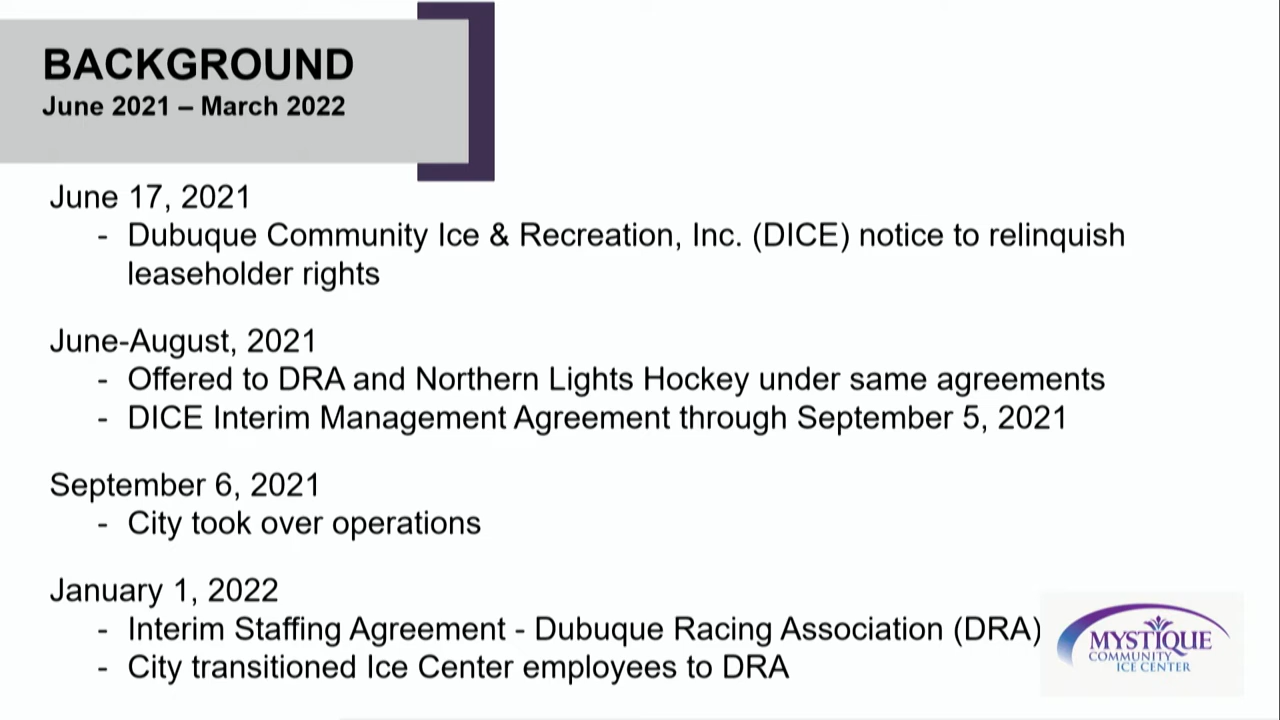 BACKGROUND
June 2021 – March 2022
June 17, 2021
- Dubuque Community Ice & Recreation, Inc. (DICE) notice to relinquish
leaseholder rights
June-August, 2021
- Offered to DRA and Northern Lights Hockey under same agreements
- DICE Interim Management Agreement through September 5, 2021
September 6, 2021
- City took over operations
January 1, 2022
- Interim Staffing Agreement - Dubuque Racing Association (DRA)
- City transitioned Ice Center employees to DRA
MYSTIQUE
COMMUNITY
ICE CENTER